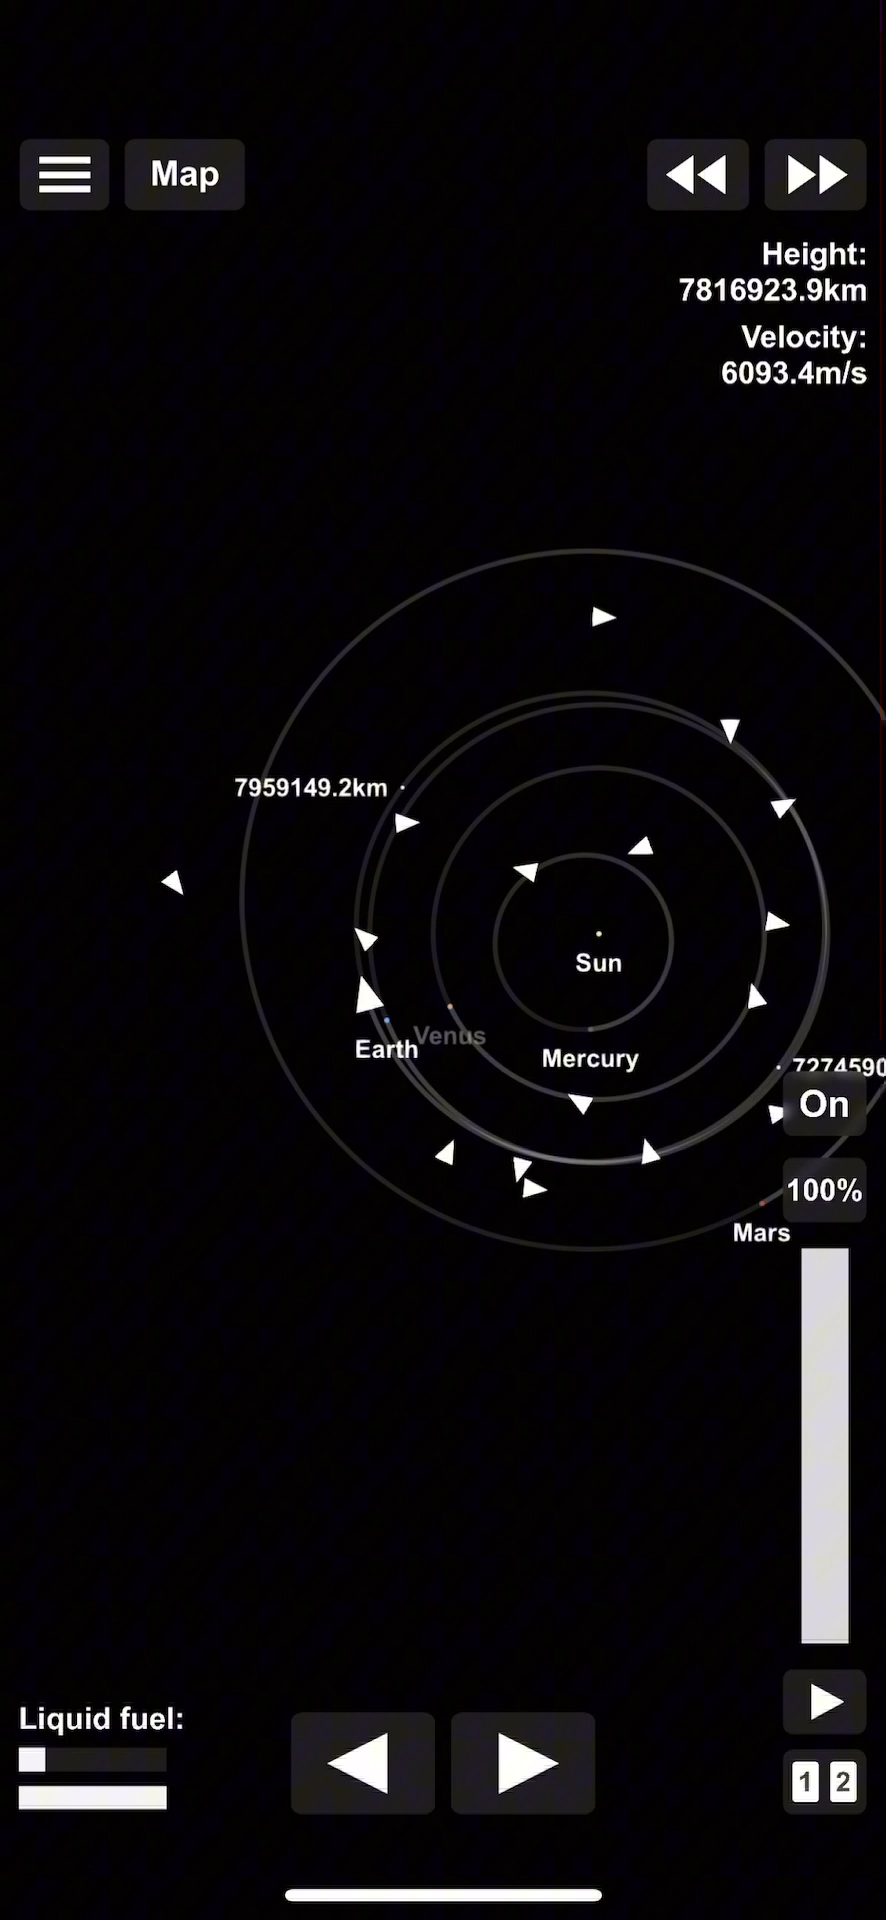 Map
Height:
7816923.9km
Velocity:
6093.4m/s
7959149.2km
Sun
Venus
Earth
Mercury
7274590
On
100%
Mars
Liquid fuel:
1 2